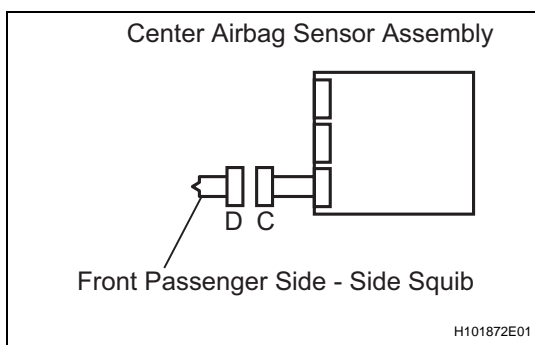 Center Airbag Sensor Assembly
D C
Front Passenger Side - Side Squib
H101872E01